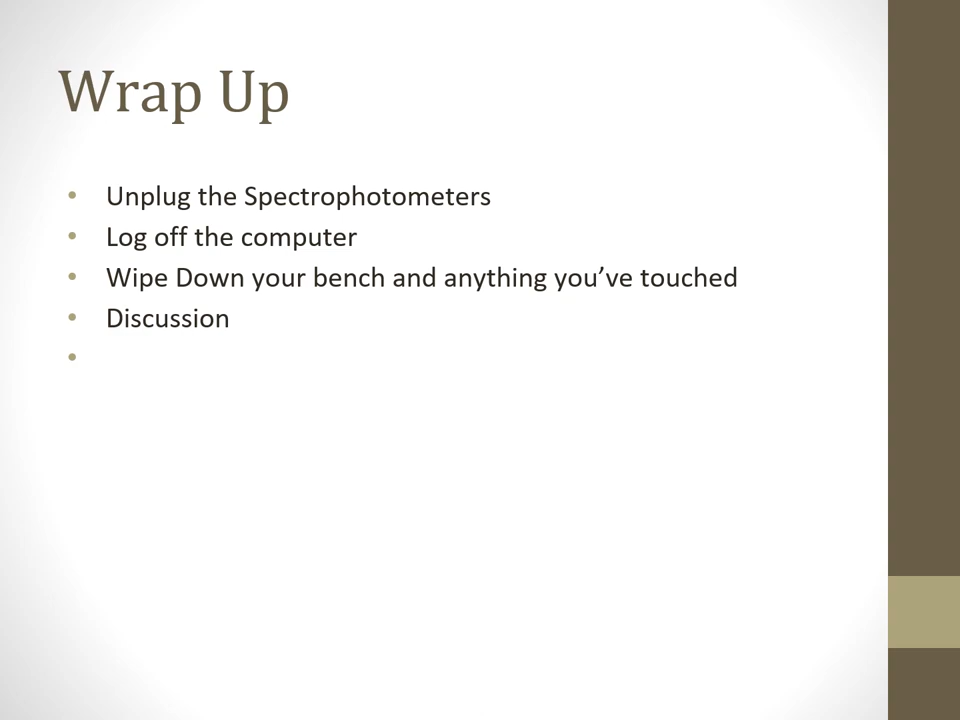 Wrap Up
• Unplug the Spectrophotometers
• Log off the computer
• Wipe Down your bench and anything you’ve touched
• Discussion
•